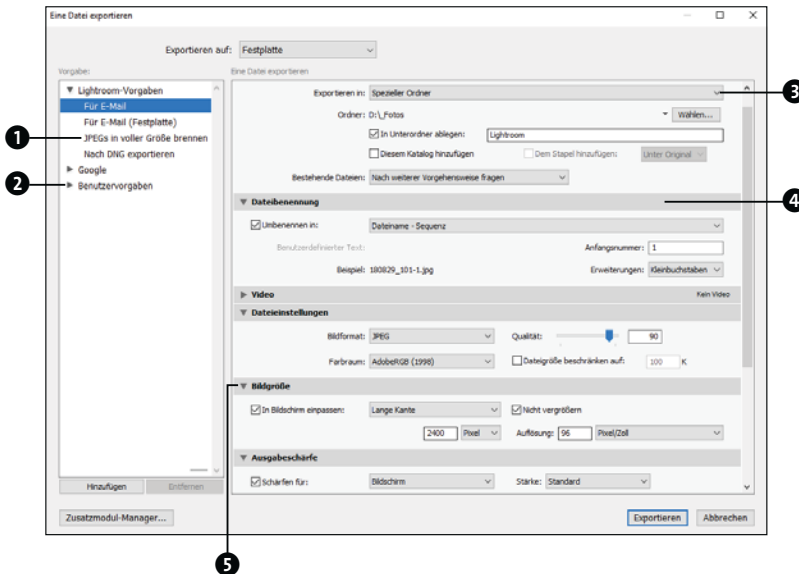 Eine Datei exportieren
Exportieren auf: Festplatte
Vorgabe:
Eine Datei exportieren
Lightroom-Vorgaben
Für E-Mail
Für E-Mail (Festplatte)
1 JPEGs in voller Größe brennen
Nach DNG exportieren
Google
2 Benutzervorgaben
Hinzufügen Entfernen
Exportieren in: Spezieller Ordner 3
Ordner: D:\_Fotos Wählen...
In Unterordner ablegen: Lightroom
Diesem Katalog hinzufügen Dem Stapel hinzufügen: Unter Original
Bestehende Dateien: Nach weiterer Vorgehensweise fragen
Dateibenennung 4
Umbenennen in: Dateiname - Sequenz
Benutzerdefinierter Text: Anfangsnummer: 1
Beispiel: 180829_101-1.jpg Erweiterungen: Kleinbuchstaben
Video Kein Video
Dateieinstellungen
Bildformat: JPEG Qualität: 90
Farbraum: AdobeRGB (1998) Dateigröße beschränken auf: 100 K
5 Bildgröße
In Bildschirm einpassen: Lange Kante Nicht vergrößern
2400 Pixel Auflösung: 96 Pixel/Zoll
Ausgabeschärfe
Schärfen für: Bildschirm Stärke: Standard
Zusatzmodul-Manager... Exportieren Abbrechen